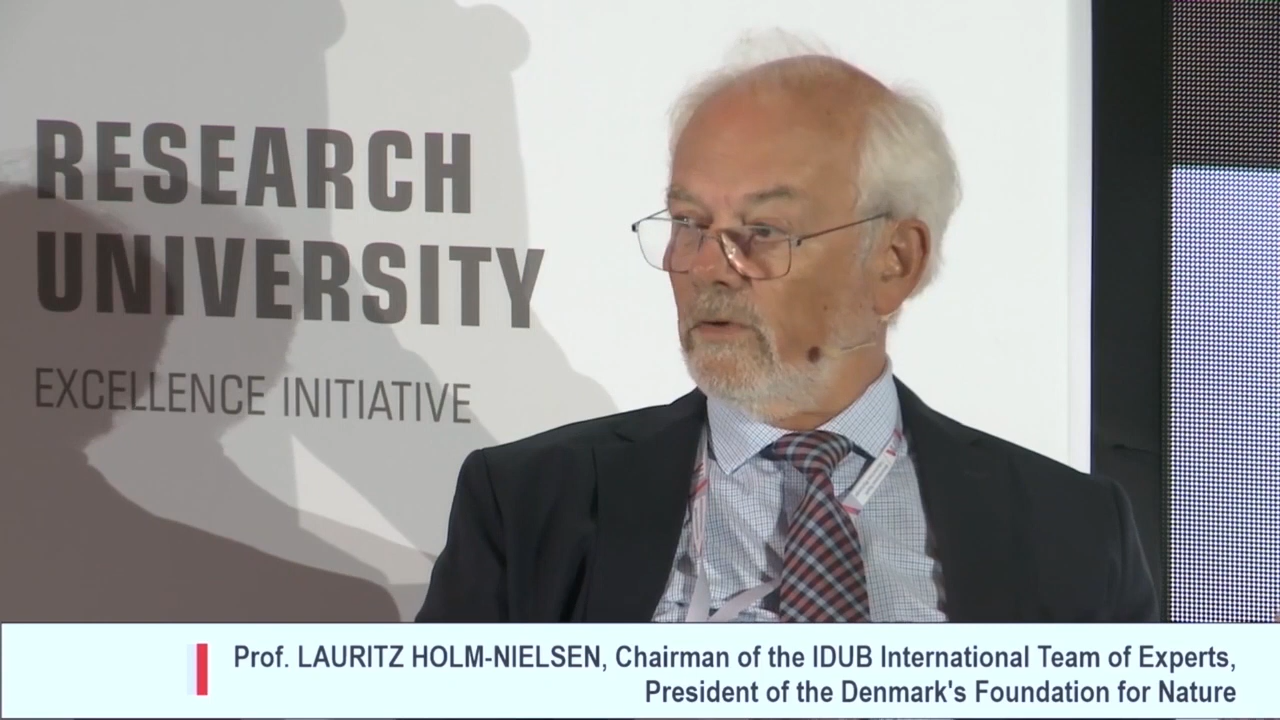 RESEARCH
UNIVERSITY
EXCELLENCE INITIATIVE
Prof. LAURITZ HOLM-NIELSEN, Chairman of the IDUB International Team of Experts,
President of the Denmark's Foundation for Nature